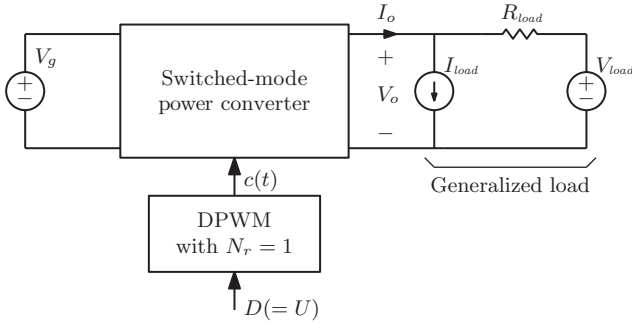 V_g
Switched-mode
power converter
I_o
+
V_o
−
I_load
R_load
V_load
+
−
+
−
Generalized load
c(t)
DPWM
with N_r = 1
D(= U)